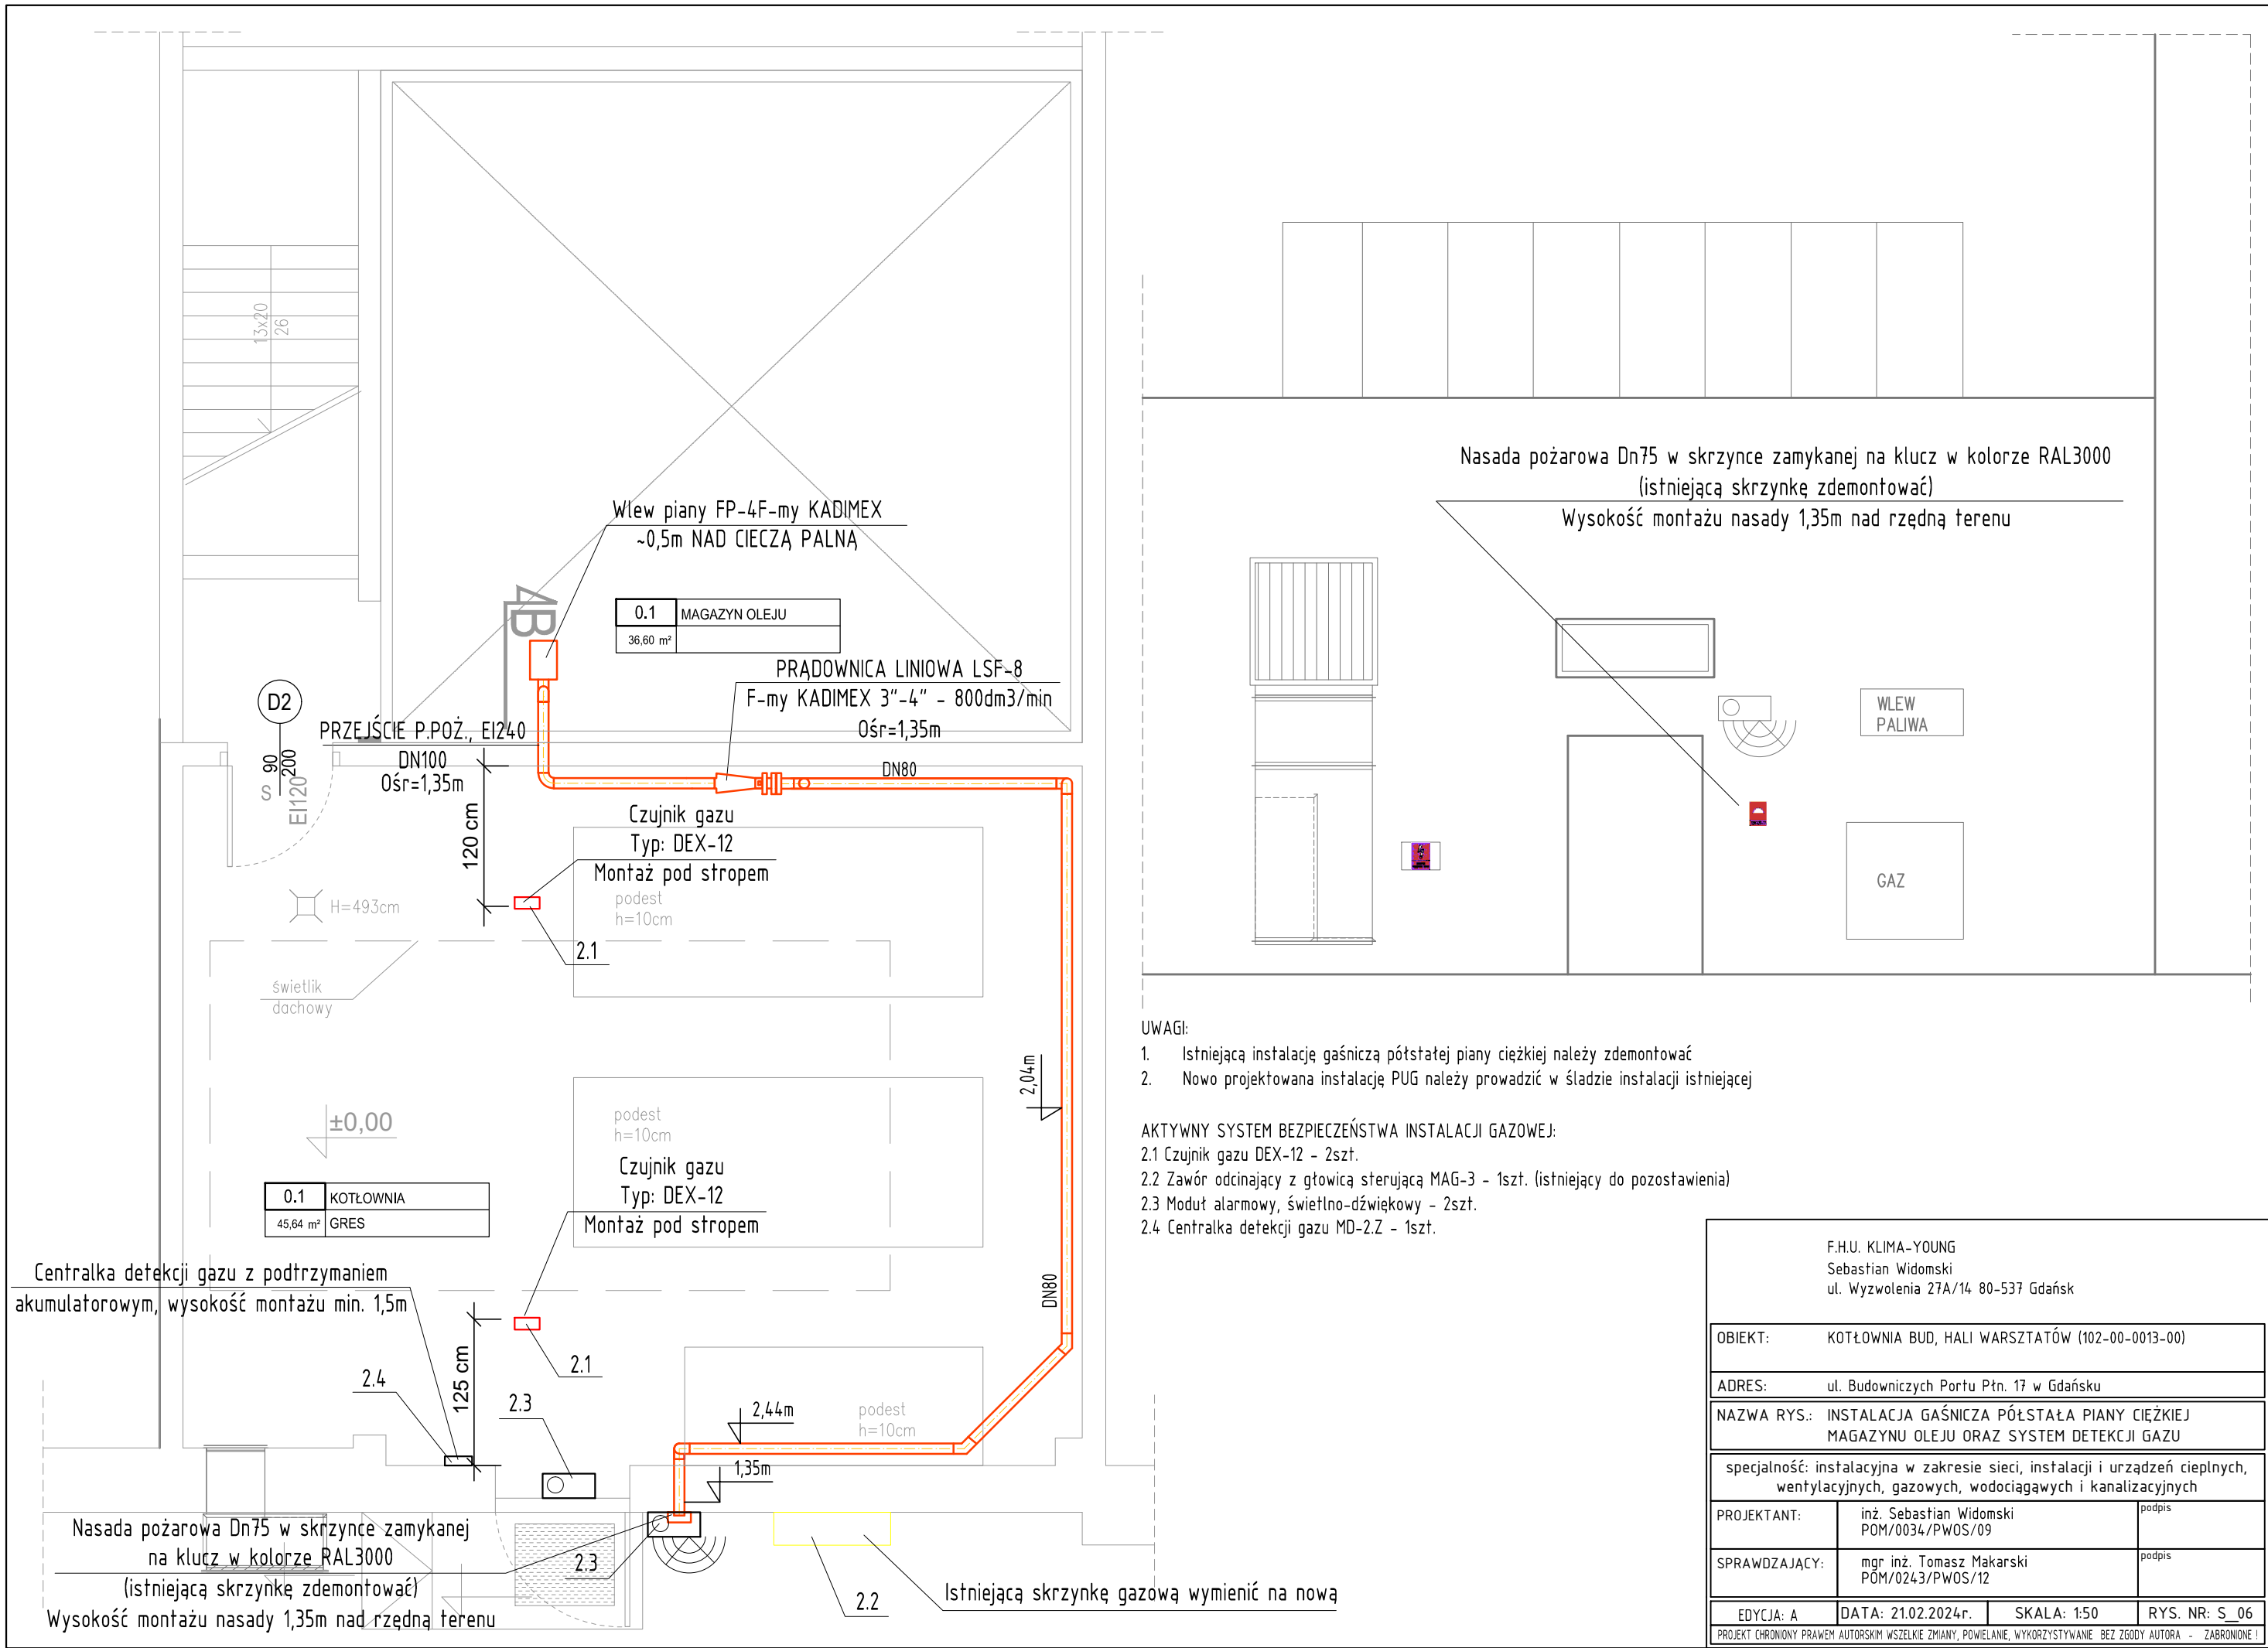 13x20
26
Wlew piany FP-4F-my KADIMEX
~0,5m NAD CIECZĄ PALNĄ
4B
0.1 MAGAZYN OLEJU
36,60 m²
PRĄDOWNICA LINIOWA LSF-8
F-my KADIMEX 3"-4" - 800dm3/min
Ośr=1,35m
D2
90
200
S
EI120
PRZEJŚCIE P.POŻ., EI240
DN100
Ośr=1,35m
DN80
120 cm
Czujnik gazu
Typ: DEX-12
Montaż pod stropem
podest
h=10cm
2.1
H=493cm
świetlik
dachowy
±0,00
podest
h=10cm
2,04m
0.1 KOTŁOWNIA
45,64 m² GRES
Czujnik gazu
Typ: DEX-12
Montaż pod stropem
Centralka detekcji gazu z podtrzymaniem
akumulatorowym, wysokość montażu min. 1,5m
DN80
2.1
125 cm
2.4
2.3
2,44m
podest
h=10cm
1,35m
Nasada pożarowa Dn75 w skrzynce zamykanej
na klucz w kolorze RAL3000
(istniejącą skrzynkę zdemontować)
Wysokość montażu nasady 1,35m nad rzędną terenu
2.3
2.2
Istniejącą skrzynkę gazową wymienić na nową
Nasada pożarowa Dn75 w skrzynce zamykanej na klucz w kolorze RAL3000
(istniejącą skrzynkę zdemontować)
Wysokość montażu nasady 1,35m nad rzędną terenu
WLEW
PALIWA
GAZ
UWAGI:
1. Istniejącą instalację gaśniczą półstałej piany ciężkiej należy zdemontować
2. Nowo projektowana instalację PUG należy prowadzić w śladzie instalacji istniejącej
AKTYWNY SYSTEM BEZPIECZEŃSTWA INSTALACJI GAZOWEJ:
2.1 Czujnik gazu DEX-12 - 2szt.
2.2 Zawór odcinający z głowicą sterującą MAG-3 - 1szt. (istniejący do pozostawienia)
2.3 Moduł alarmowy, świetlno-dźwiękowy - 2szt.
2.4 Centralka detekcji gazu MD-2.Z - 1szt.
F.H.U. KLIMA-YOUNG
Sebastian Widomski
ul. Wyzwolenia 27A/14 80-537 Gdańsk
OBIEKT: KOTŁOWNIA BUD, HALI WARSZTATÓW (102-00-0013-00)
ADRES: ul. Budowniczych Portu Płn. 17 w Gdańsku
NAZWA RYS.: INSTALACJA GAŚNICZA PÓŁSTAŁA PIANY CIĘŻKIEJ
MAGAZYNU OLEJU ORAZ SYSTEM DETEKCJI GAZU
specjalność: instalacyjna w zakresie sieci, instalacji i urządzeń cieplnych,
wentylacyjnych, gazowych, wodociągawych i kanalizacyjnych
PROJEKTANT: inż. Sebastian Widomski podpis
POM/0034/PWOS/09
SPRAWDZAJĄCY: mgr inż. Tomasz Makarski podpis
POM/0243/PWOS/12
EDYCJA: A DATA: 21.02.2024r. SKALA: 1:50 RYS. NR: S_06
PROJEKT CHRONIONY PRAWEM AUTORSKIM WSZELKIE ZMIANY, POWIELANIE, WYKORZYSTYWANIE BEZ ZGODY AUTORA - ZABRONIONE !